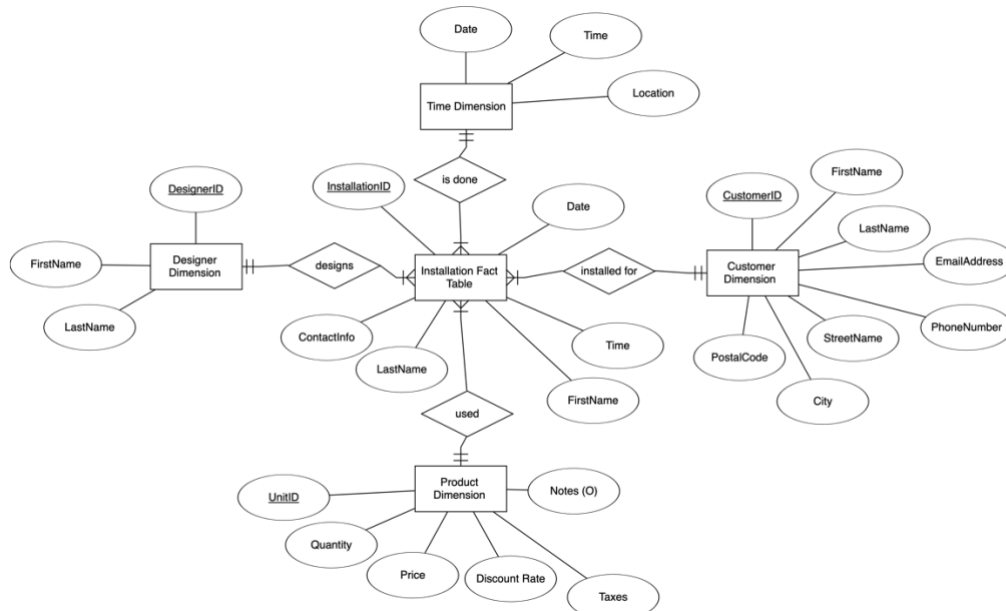 Date
Time
Location
Time Dimension
is done
DesignerID
InstallationID
Date
CustomerID
FirstName
LastName
EmailAddress
PhoneNumber
FirstName
Designer
Dimension
designs
Installation Fact
Table
installed for
Customer
Dimension
LastName
ContactInfo
LastName
Time
FirstName
StreetName
PostalCode
City
used
UnitID
Product
Dimension
Notes (O)
Quantity
Price
Discount Rate
Taxes